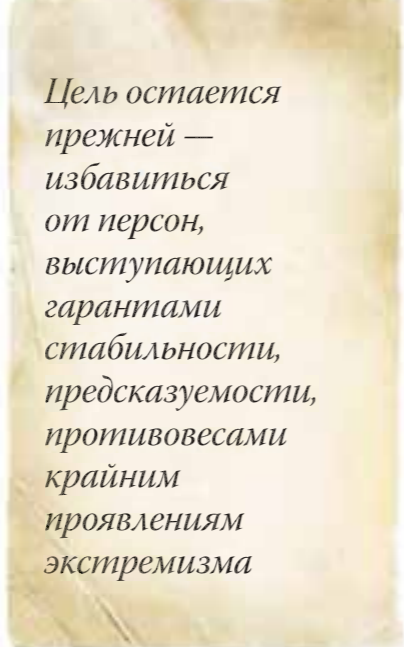 Цель остается
прежней —
избавиться
от персон,
выступающих
гарантами
стабильности,
предсказуемости,
противовесами
крайним
проявлениям
экстремизма